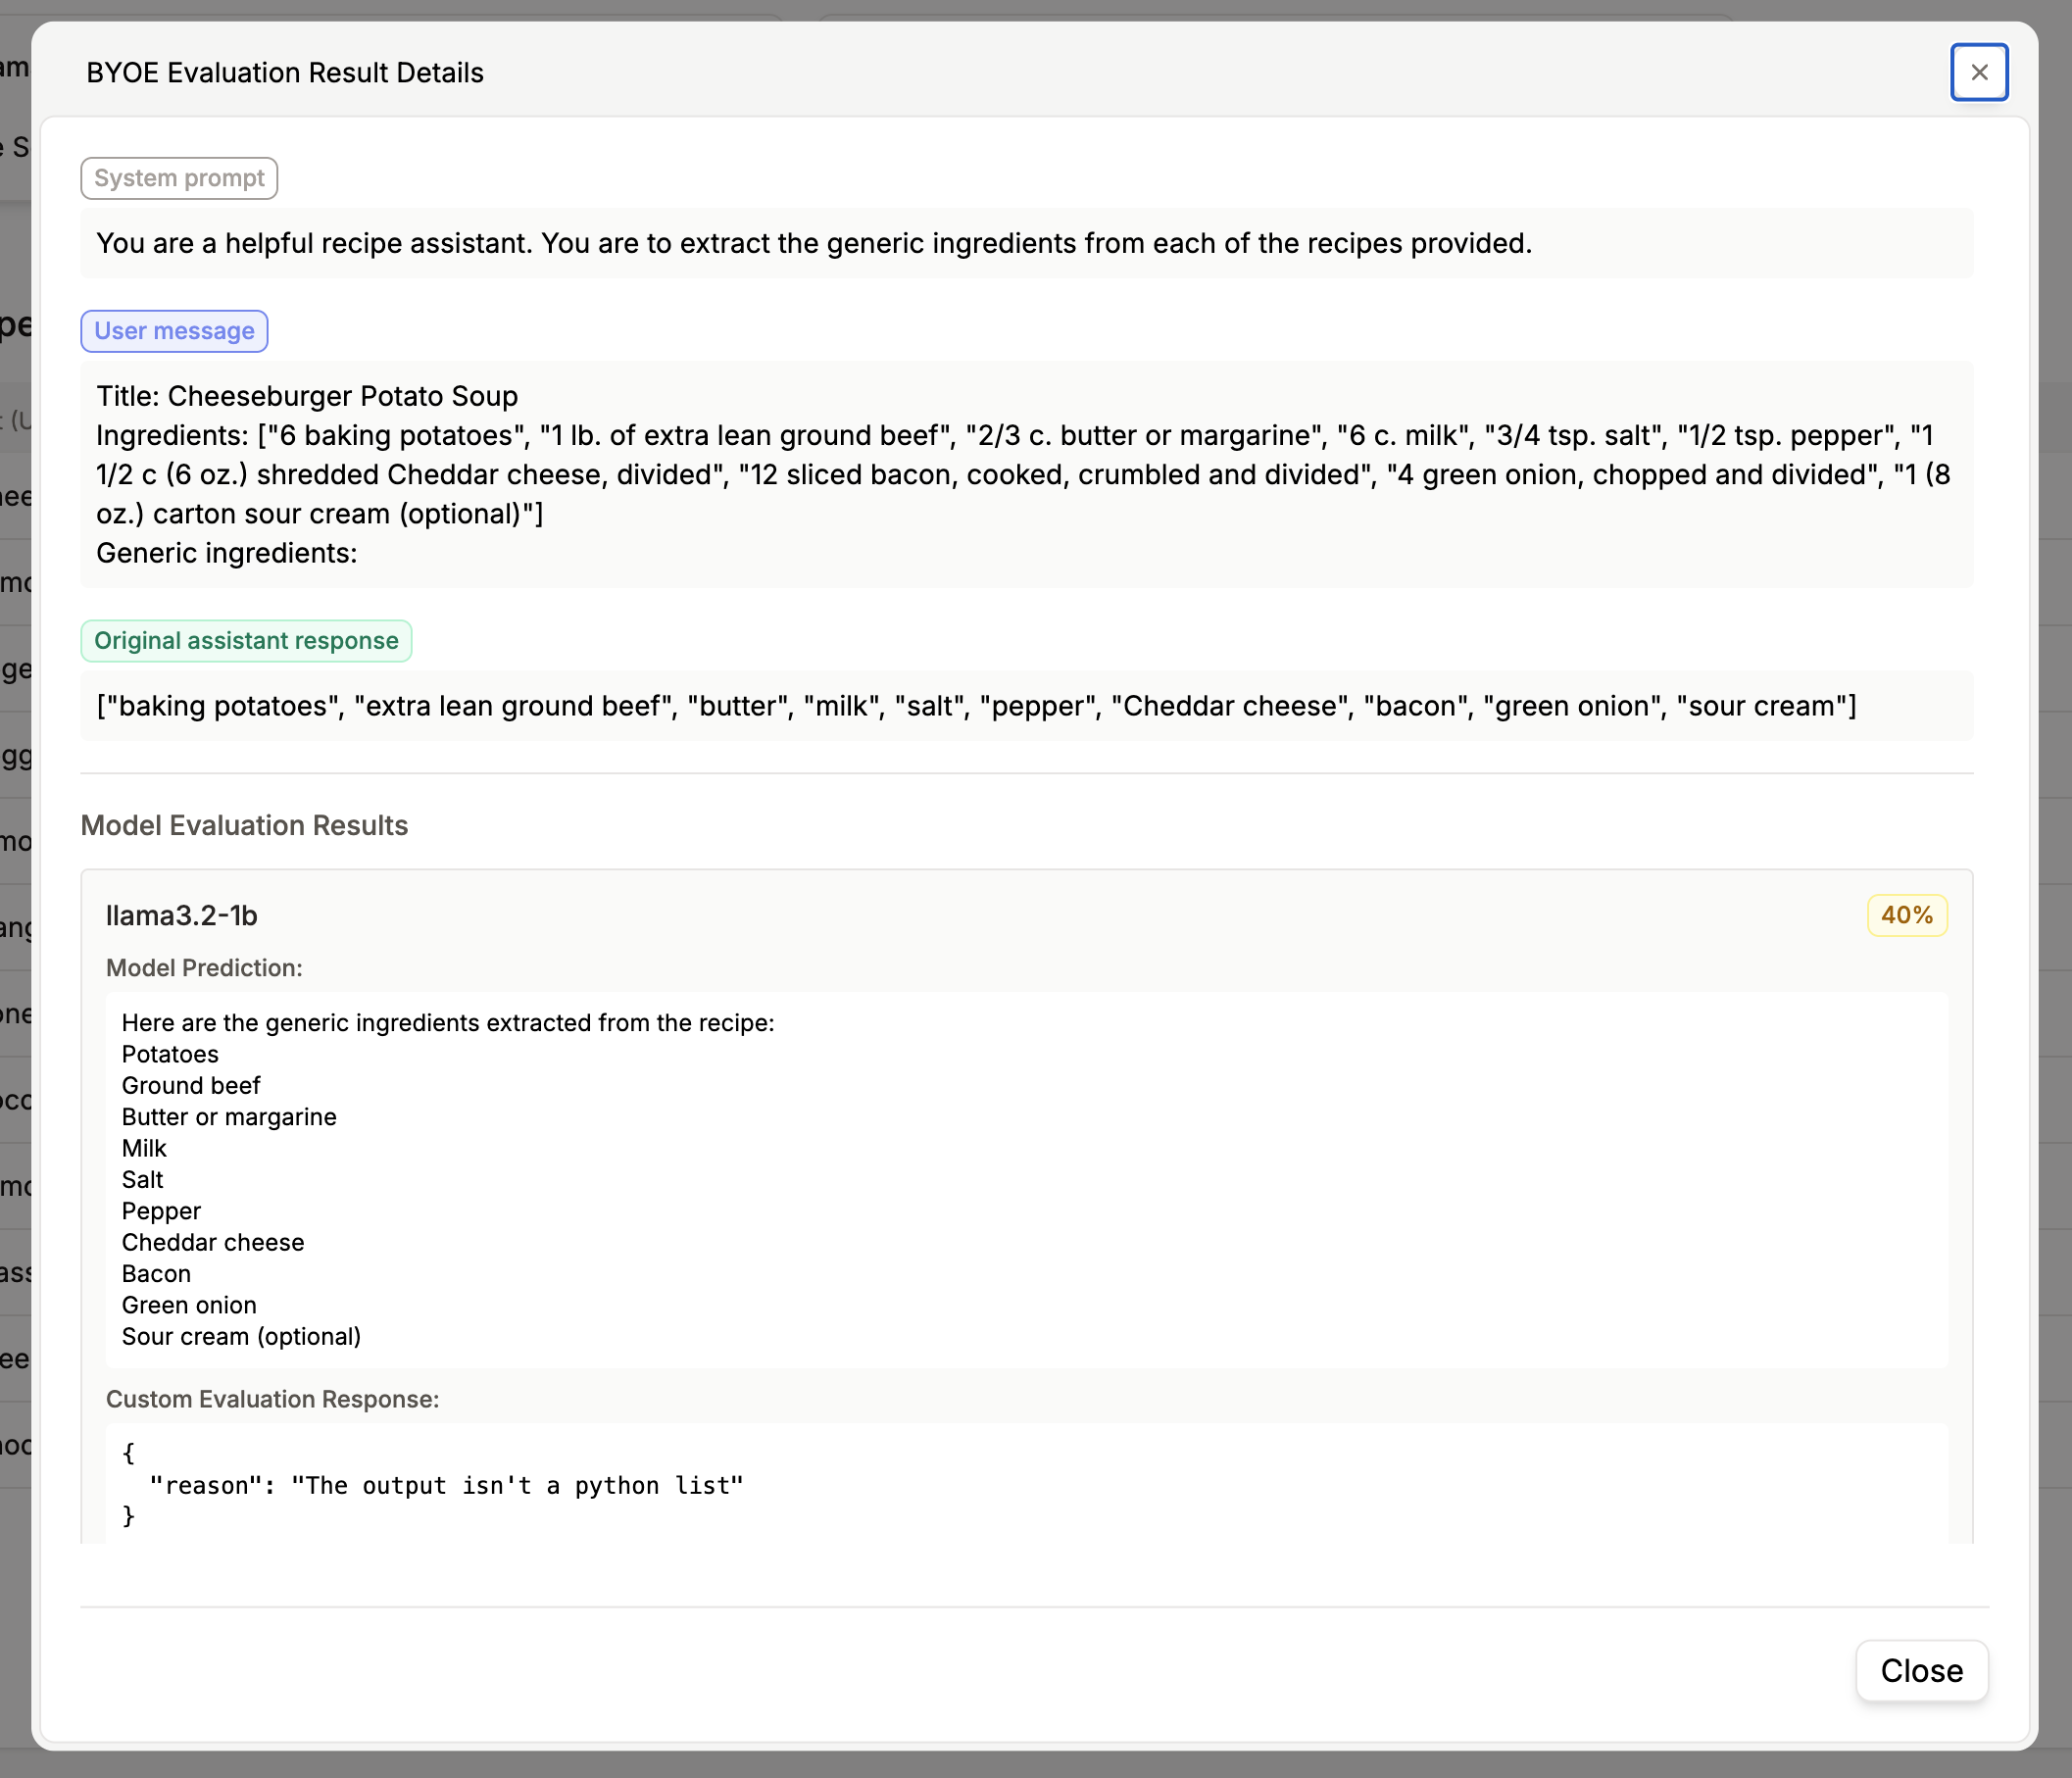 BYOE Evaluation Result Details
System prompt
You are a helpful recipe assistant. You are to extract the generic ingredients from each of the recipes provided.
User message
Title: Cheeseburger Potato Soup
Ingredients: ["6 baking potatoes", "1 lb. of extra lean ground beef", "2/3 c. butter or margarine", "6 c. milk", "3/4 tsp. salt", "1/2 tsp. pepper", "1
1/2 c (6 oz.) shredded Cheddar cheese, divided", "12 sliced bacon, cooked, crumbled and divided", "4 green onion, chopped and divided", "1 (8
oz.) carton sour cream (optional)"]
Generic ingredients:
Original assistant response
["baking potatoes", "extra lean ground beef", "butter", "milk", "salt", "pepper", "Cheddar cheese", "bacon", "green onion", "sour cream"]
Model Evaluation Results
llama3.2-1b
40%
Model Prediction:
Here are the generic ingredients extracted from the recipe:
Potatoes
Ground beef
Butter or margarine
Milk
Salt
Pepper
Cheddar cheese
Bacon
Green onion
Sour cream (optional)
Custom Evaluation Response:
{
"reason": "The output isn't a python list"
}
Close